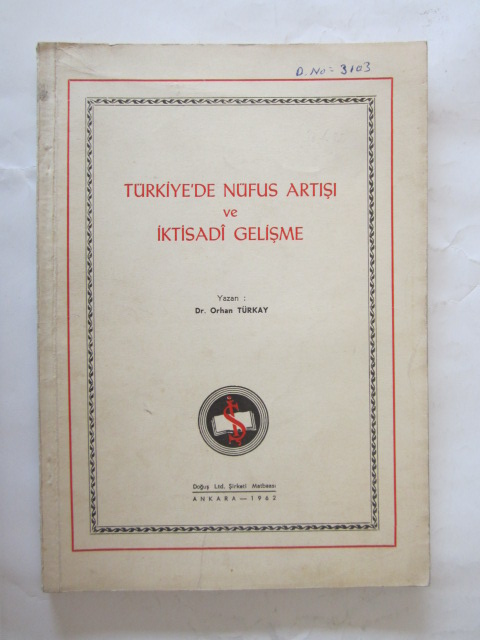 D. No: 3103
TÜRKİYE'DE NÜFUS ARTIŞI
ve
İKTİSADÎ GELİŞME
Yazan :
Dr. Orhan TÜRKAY
Doğuş Ltd. Şirketi Matbaası
ANKARA — 1962